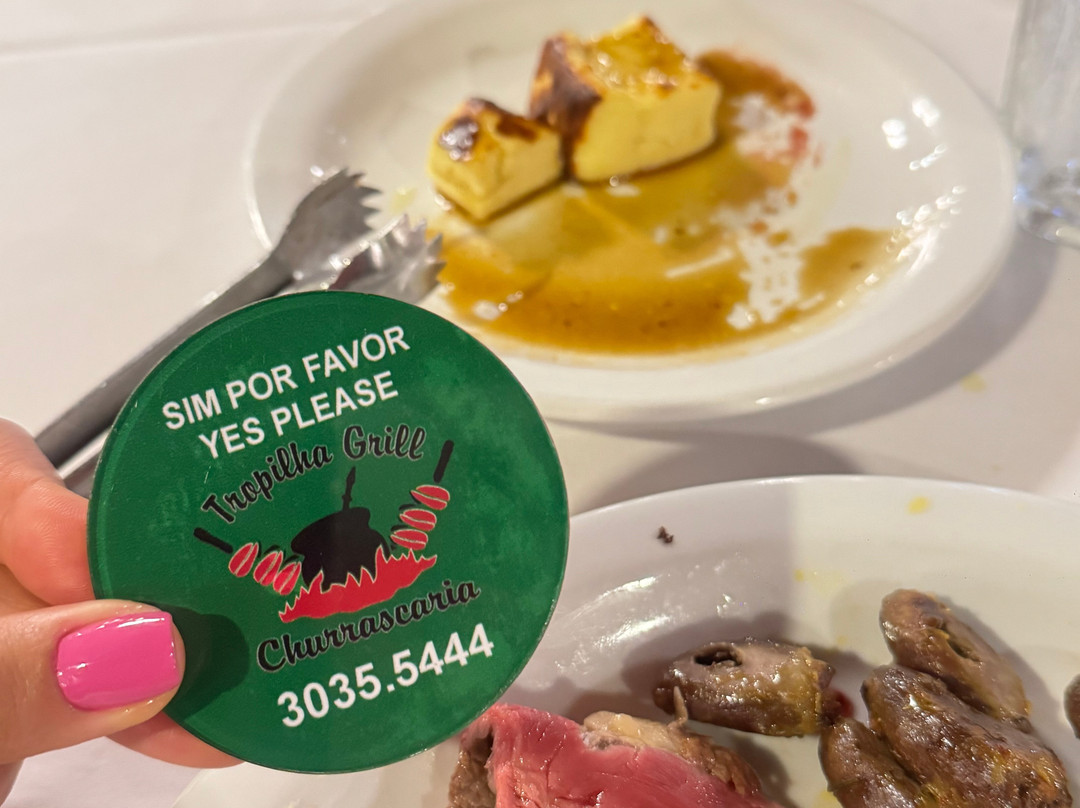 SIM POR FAVOR
YES PLEASE
Tropilha Grill
Churrascaria
3035.5444